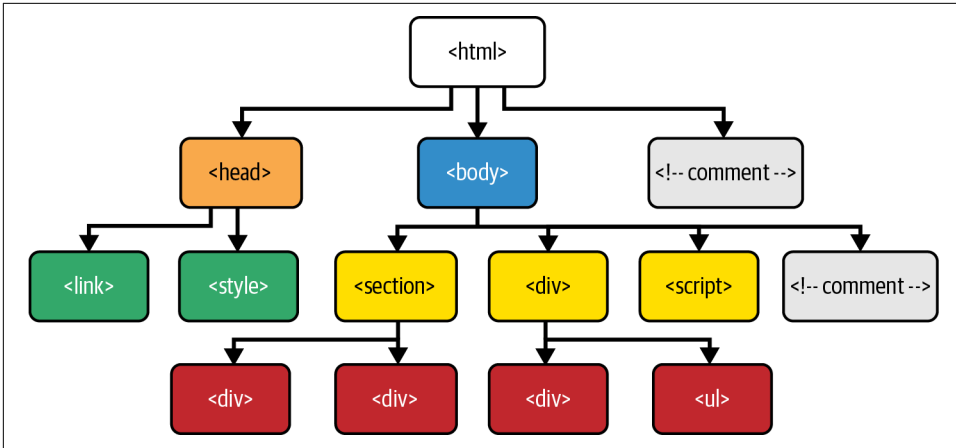 <html>
<head>
<body>
<!-- comment -->
<link>
<style>
<section>
<div>
<script>
<!-- comment -->
<div>
<div>
<div>
<ul>